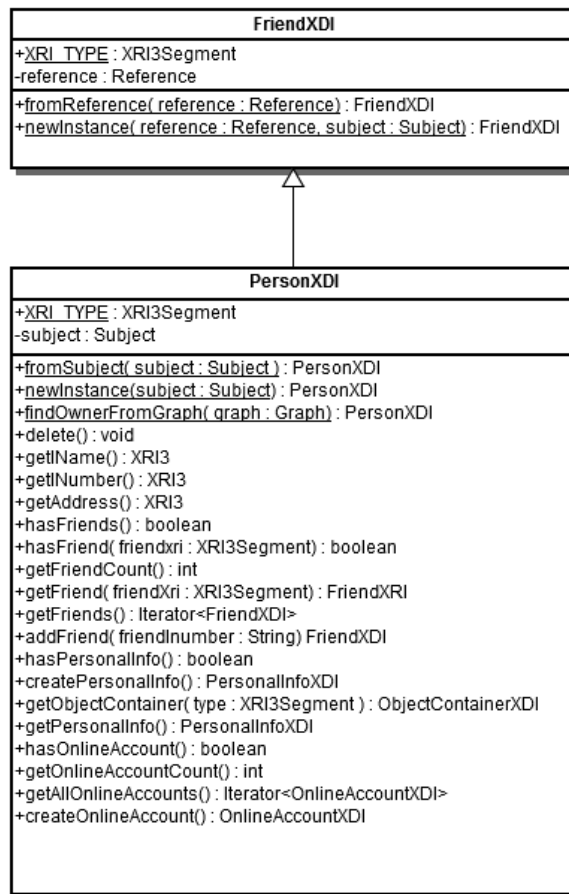 FriendXDI
+XRI_TYPE : XRI3Segment
-reference : Reference
+fromReference( reference : Reference) : FriendXDI
+newInstance( reference : Reference, subject : Subject) : FriendXDI
PersonXDI
+XRI_TYPE : XRI3Segment
-subject : Subject
+fromSubject( subject : Subject ) : PersonXDI
+newInstance(subject : Subject) : PersonXDI
+findOwnerFromGraph( graph : Graph) : PersonXDI
+delete() : void
+getIName() : XRI3
+getINumber() : XRI3
+getAddress() : XRI3
+hasFriends() : boolean
+hasFriend( friendxri : XRI3Segment) : boolean
+getFriendCount() : int
+getFriend( friendXri : XRI3Segment) : FriendXRI
+getFriends() : Iterator<FriendXDI>
+addFriend( friendInumber : String) FriendXDI
+hasPersonalInfo() : boolean
+createPersonalInfo() : PersonalInfoXDI
+getObjectContainer( type : XRI3Segment ) : ObjectContainerXDI
+getPersonalInfo() : PersonalInfoXDI
+hasOnlineAccount() : boolean
+getOnlineAccountCount() : int
+getAllOnlineAccounts() : Iterator<OnlineAccountXDI>
+createOnlineAccount() : OnlineAccountXDI